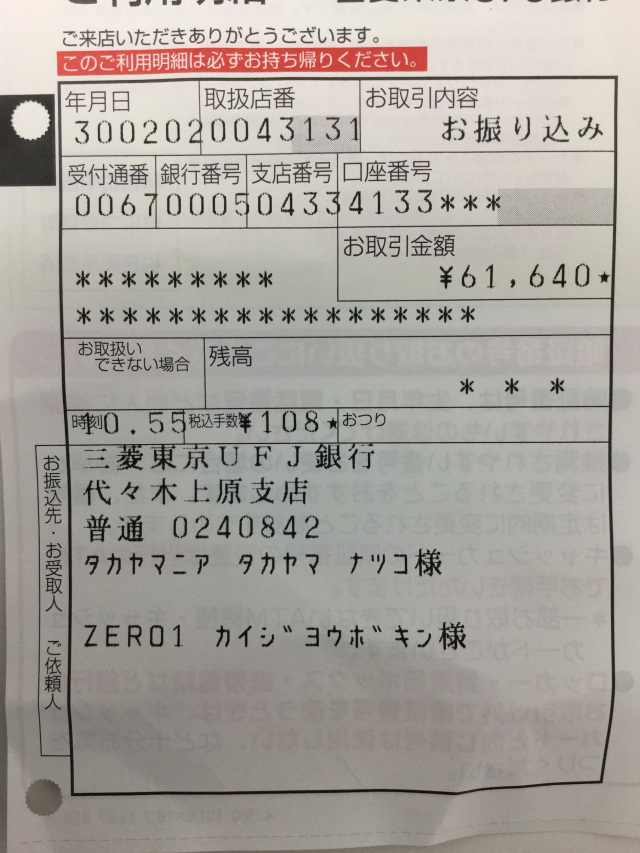 ご来店いただきありがとうございます。
このご利用明細は必ずお持ち帰りください。
年月日 取扱店番 お取引内容
300202 0043131 お振り込み
受付通番 銀行番号 支店番号 口座番号
0067 0005 0433 4133***
お取引金額
********* ¥61,640★
******************
お取扱い
できない場合 残高
* * *
時刻 10.55 税込手数料 ¥108★ おつり
お振込先・お受取人 ご依頼人
三菱東京UFJ銀行
代々木上原支店
普通 0240842
タカヤマニア タカヤマ ナツコ様
ZERO1 カイジヨウボキン様